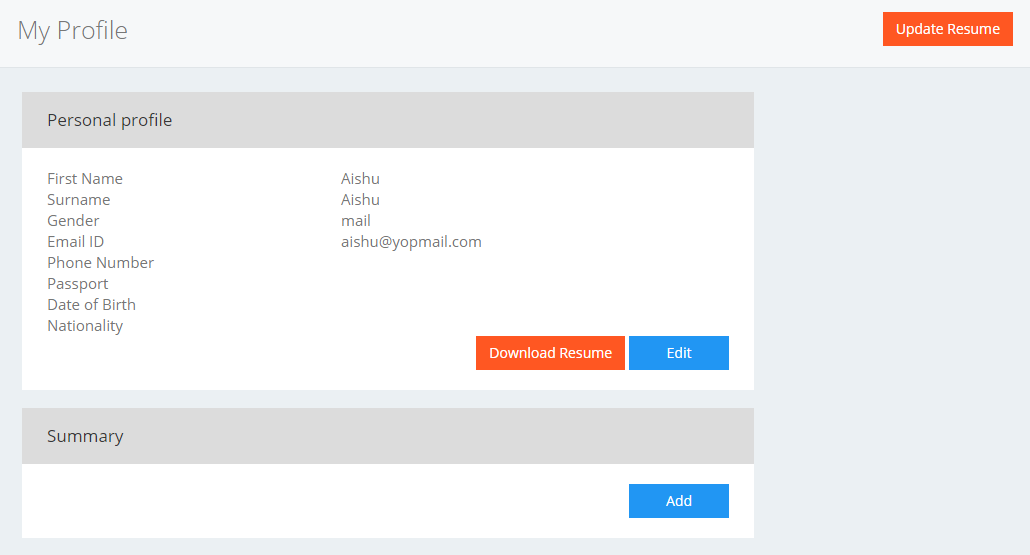 My Profile
Update Resume
Personal profile
First Name Aishu
Surname Aishu
Gender mail
Email ID aishu@yopmail.com
Phone Number
Passport
Date of Birth
Nationality
Download Resume Edit
Summary
Add